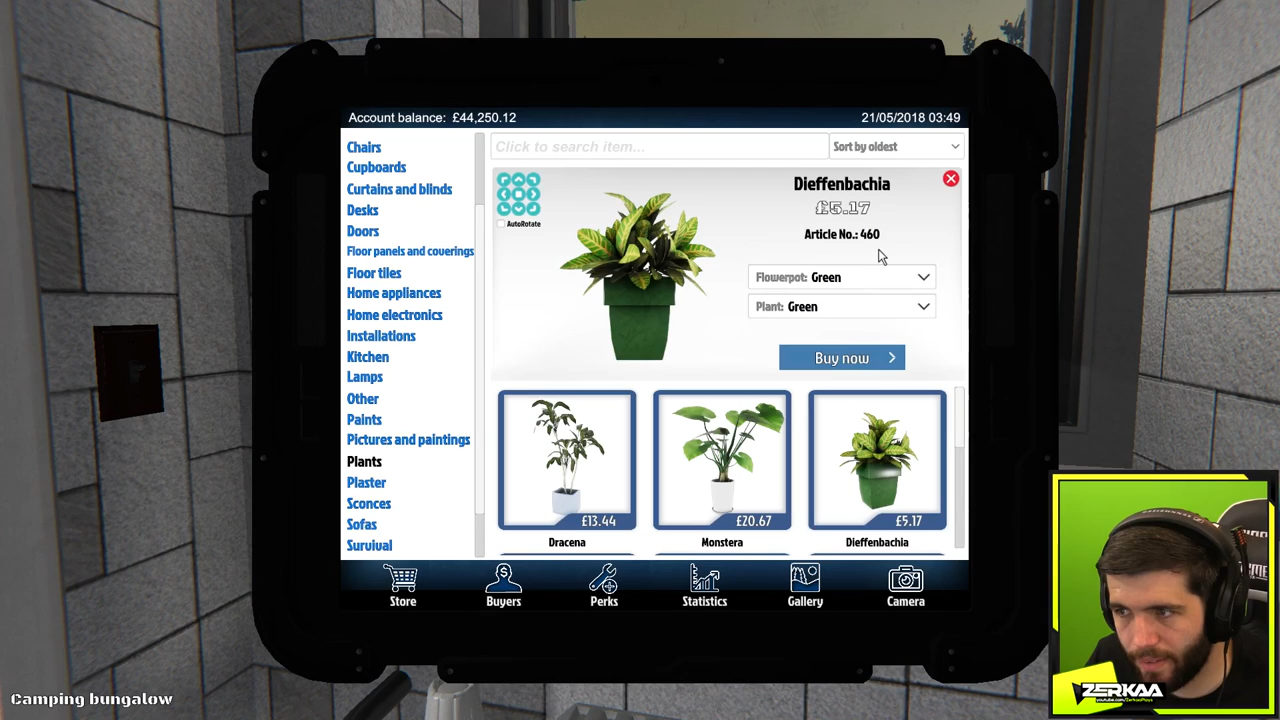 Account balance: £44,250.12
21/05/2018 03:49
Chairs
Cupboards
Curtains and blinds
Desks
Doors
Floor panels and coverings
Floor tiles
Home appliances
Home electronics
Installations
Kitchen
Lamps
Other
Paints
Pictures and paintings
Plants
Plaster
Sconces
Sofas
Survival
Click to search item...
Sort by oldest
AutoRotate
Dieffenbachia
£5.17
Article No.: 460
Flowerpot: Green
Plant: Green
Buy now
£13.44
£20.67
£5.17
Dracena
Monstera
Dieffenbachia
Store
Buyers
Perks
Statistics
Gallery
Camera
Camping bungalow
ZERKAA